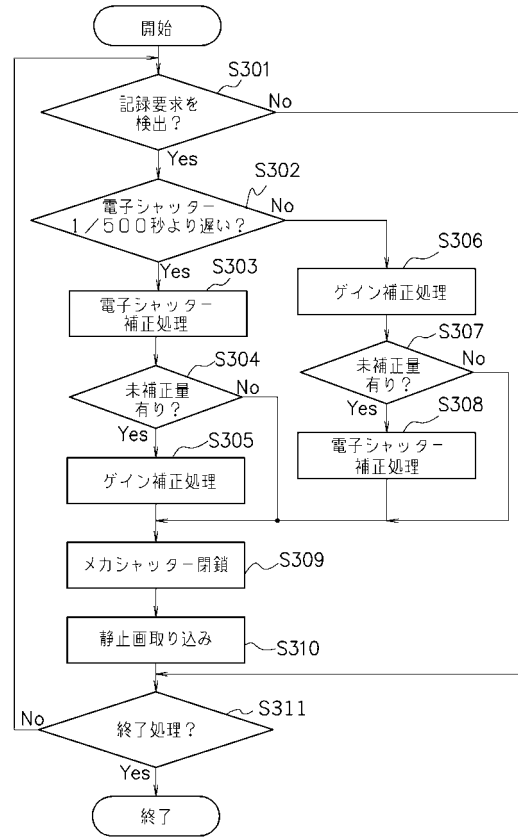 開始
S301
記録要求を
検出?
No
Yes
S302
電子シャッター
1/500秒より遅い?
No
Yes
S303
電子シャッター
補正処理
S306
ゲイン補正処理
S304
未補正量
有り?
No
Yes
S307
未補正量
有り?
No
Yes
S305
ゲイン補正処理
S308
電子シャッター
補正処理
メカシャッター閉鎖
S309
静止画取り込み
S310
S311
終了処理?
No
Yes
終了